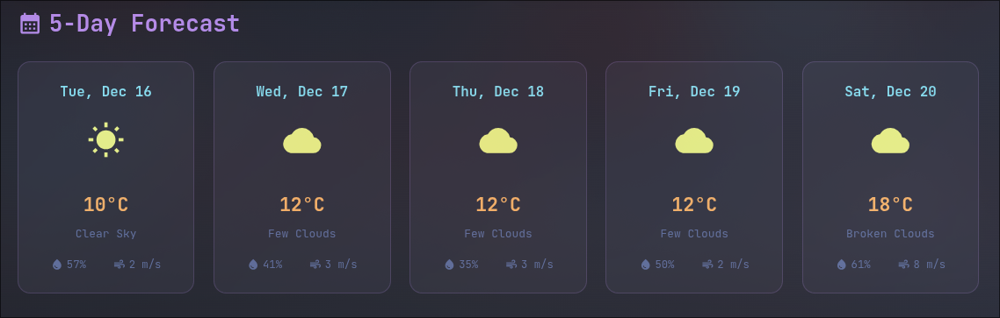 5-Day Forecast
Tue, Dec 16
10°C
Clear Sky
57% 2 m/s
Wed, Dec 17
12°C
Few Clouds
41% 3 m/s
Thu, Dec 18
12°C
Few Clouds
35% 3 m/s
Fri, Dec 19
12°C
Few Clouds
50% 2 m/s
Sat, Dec 20
18°C
Broken Clouds
61% 8 m/s